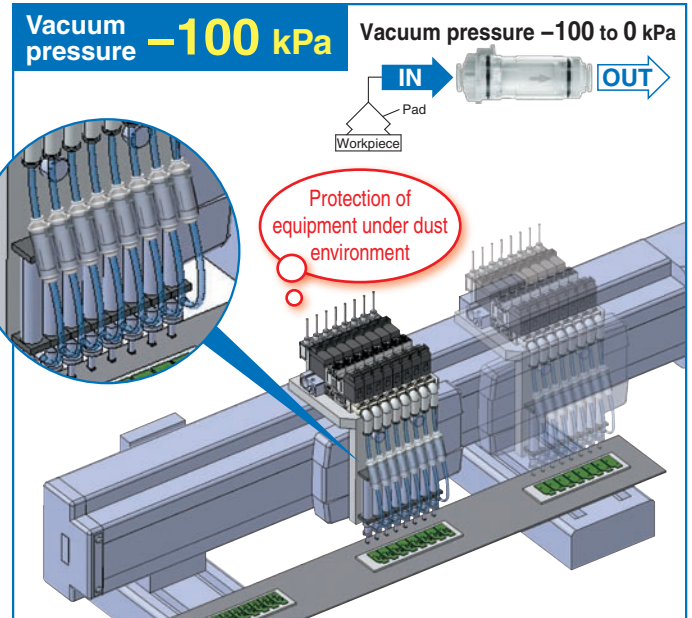 Vacuum
pressure –100 kPa
Vacuum pressure –100 to 0 kPa
IN
OUT
Pad
Workpiece
Protection of
equipment under dust
environment